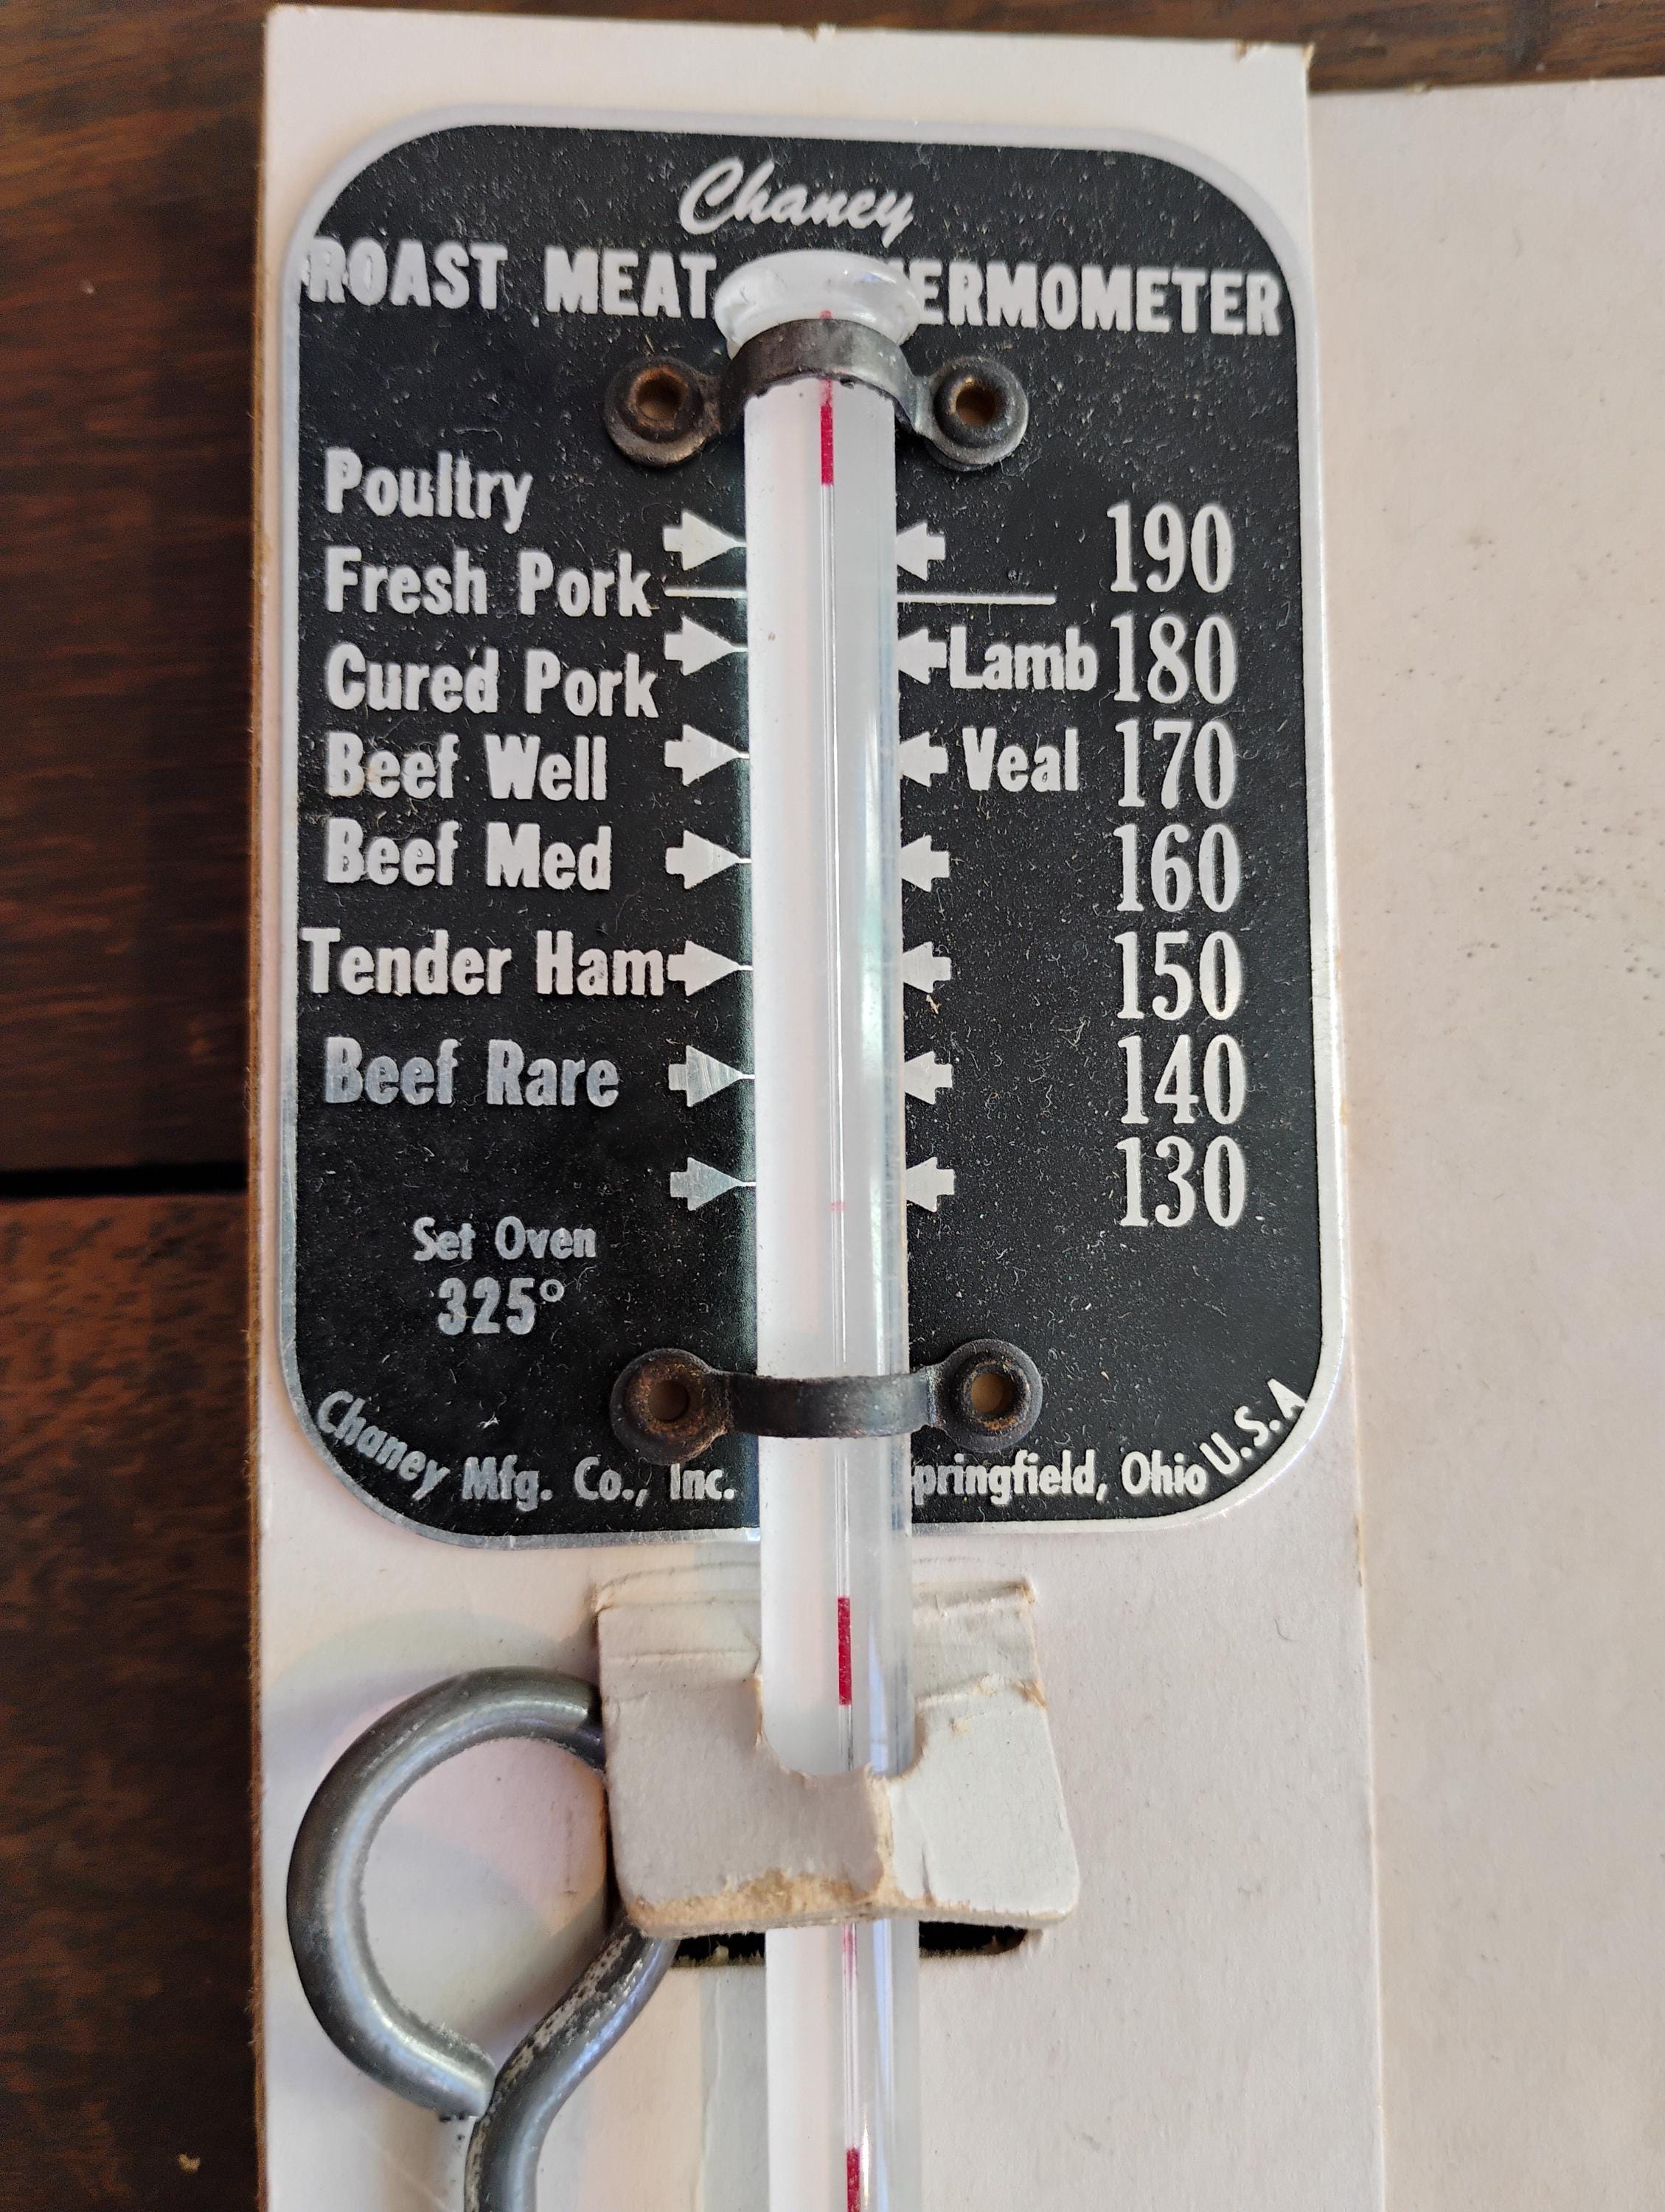 Chaney
ROAST MEAT ERMOMETER
Poultry
190
Fresh Pork
Cured Pork Lamb 180
Beef Well Veal 170
Beef Med 160
Tender Ham 150
Beef Rare 140
130
Set Oven
325°
Chaney Mfg. Co., Inc. pringfield, Ohio U.S.A